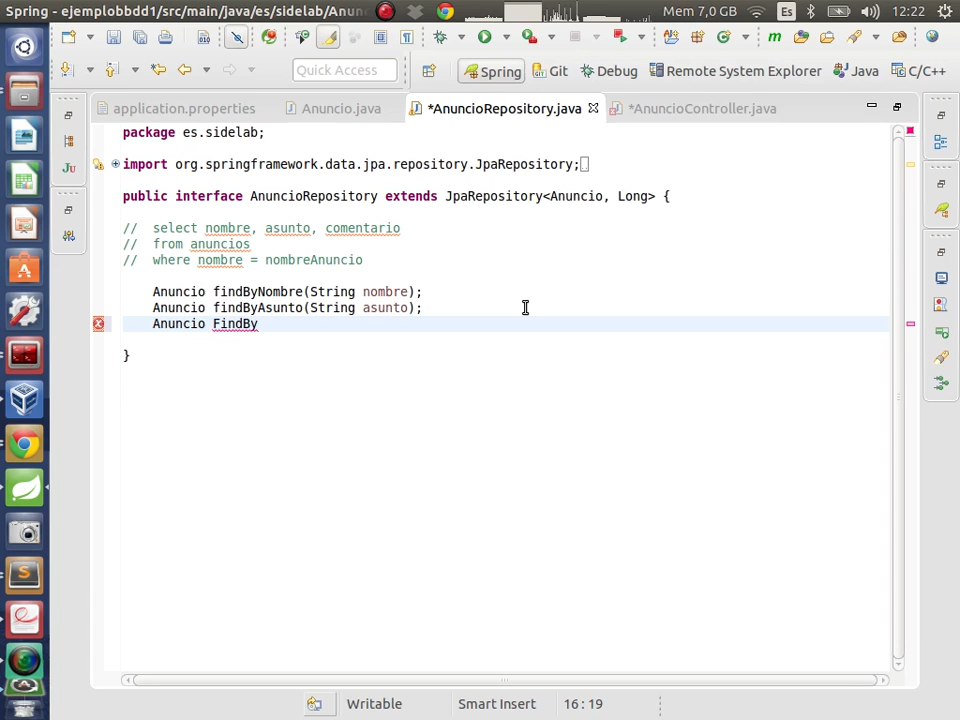 Spring - ejemplobbdd1/src/main/java/es/sidelab/Anun
Es
Mem 7,0 GB
12:22
Quick Access
Spring
Git
Debug
Remote System Explorer
Java
C/C++
application.properties
Anuncio.java
*AnuncioRepository.java
*AnuncioController.java
package es.sidelab;
import org.springframework.data.jpa.repository.JpaRepository;
public interface AnuncioRepository extends JpaRepository<Anuncio, Long> {
// select nombre, asunto, comentario
// from anuncios
// where nombre = nombreAnuncio
Anuncio findByNombre(String nombre);
Anuncio findByAsunto(String asunto);
Anuncio FindBy
}
Writable
Smart Insert
16:19